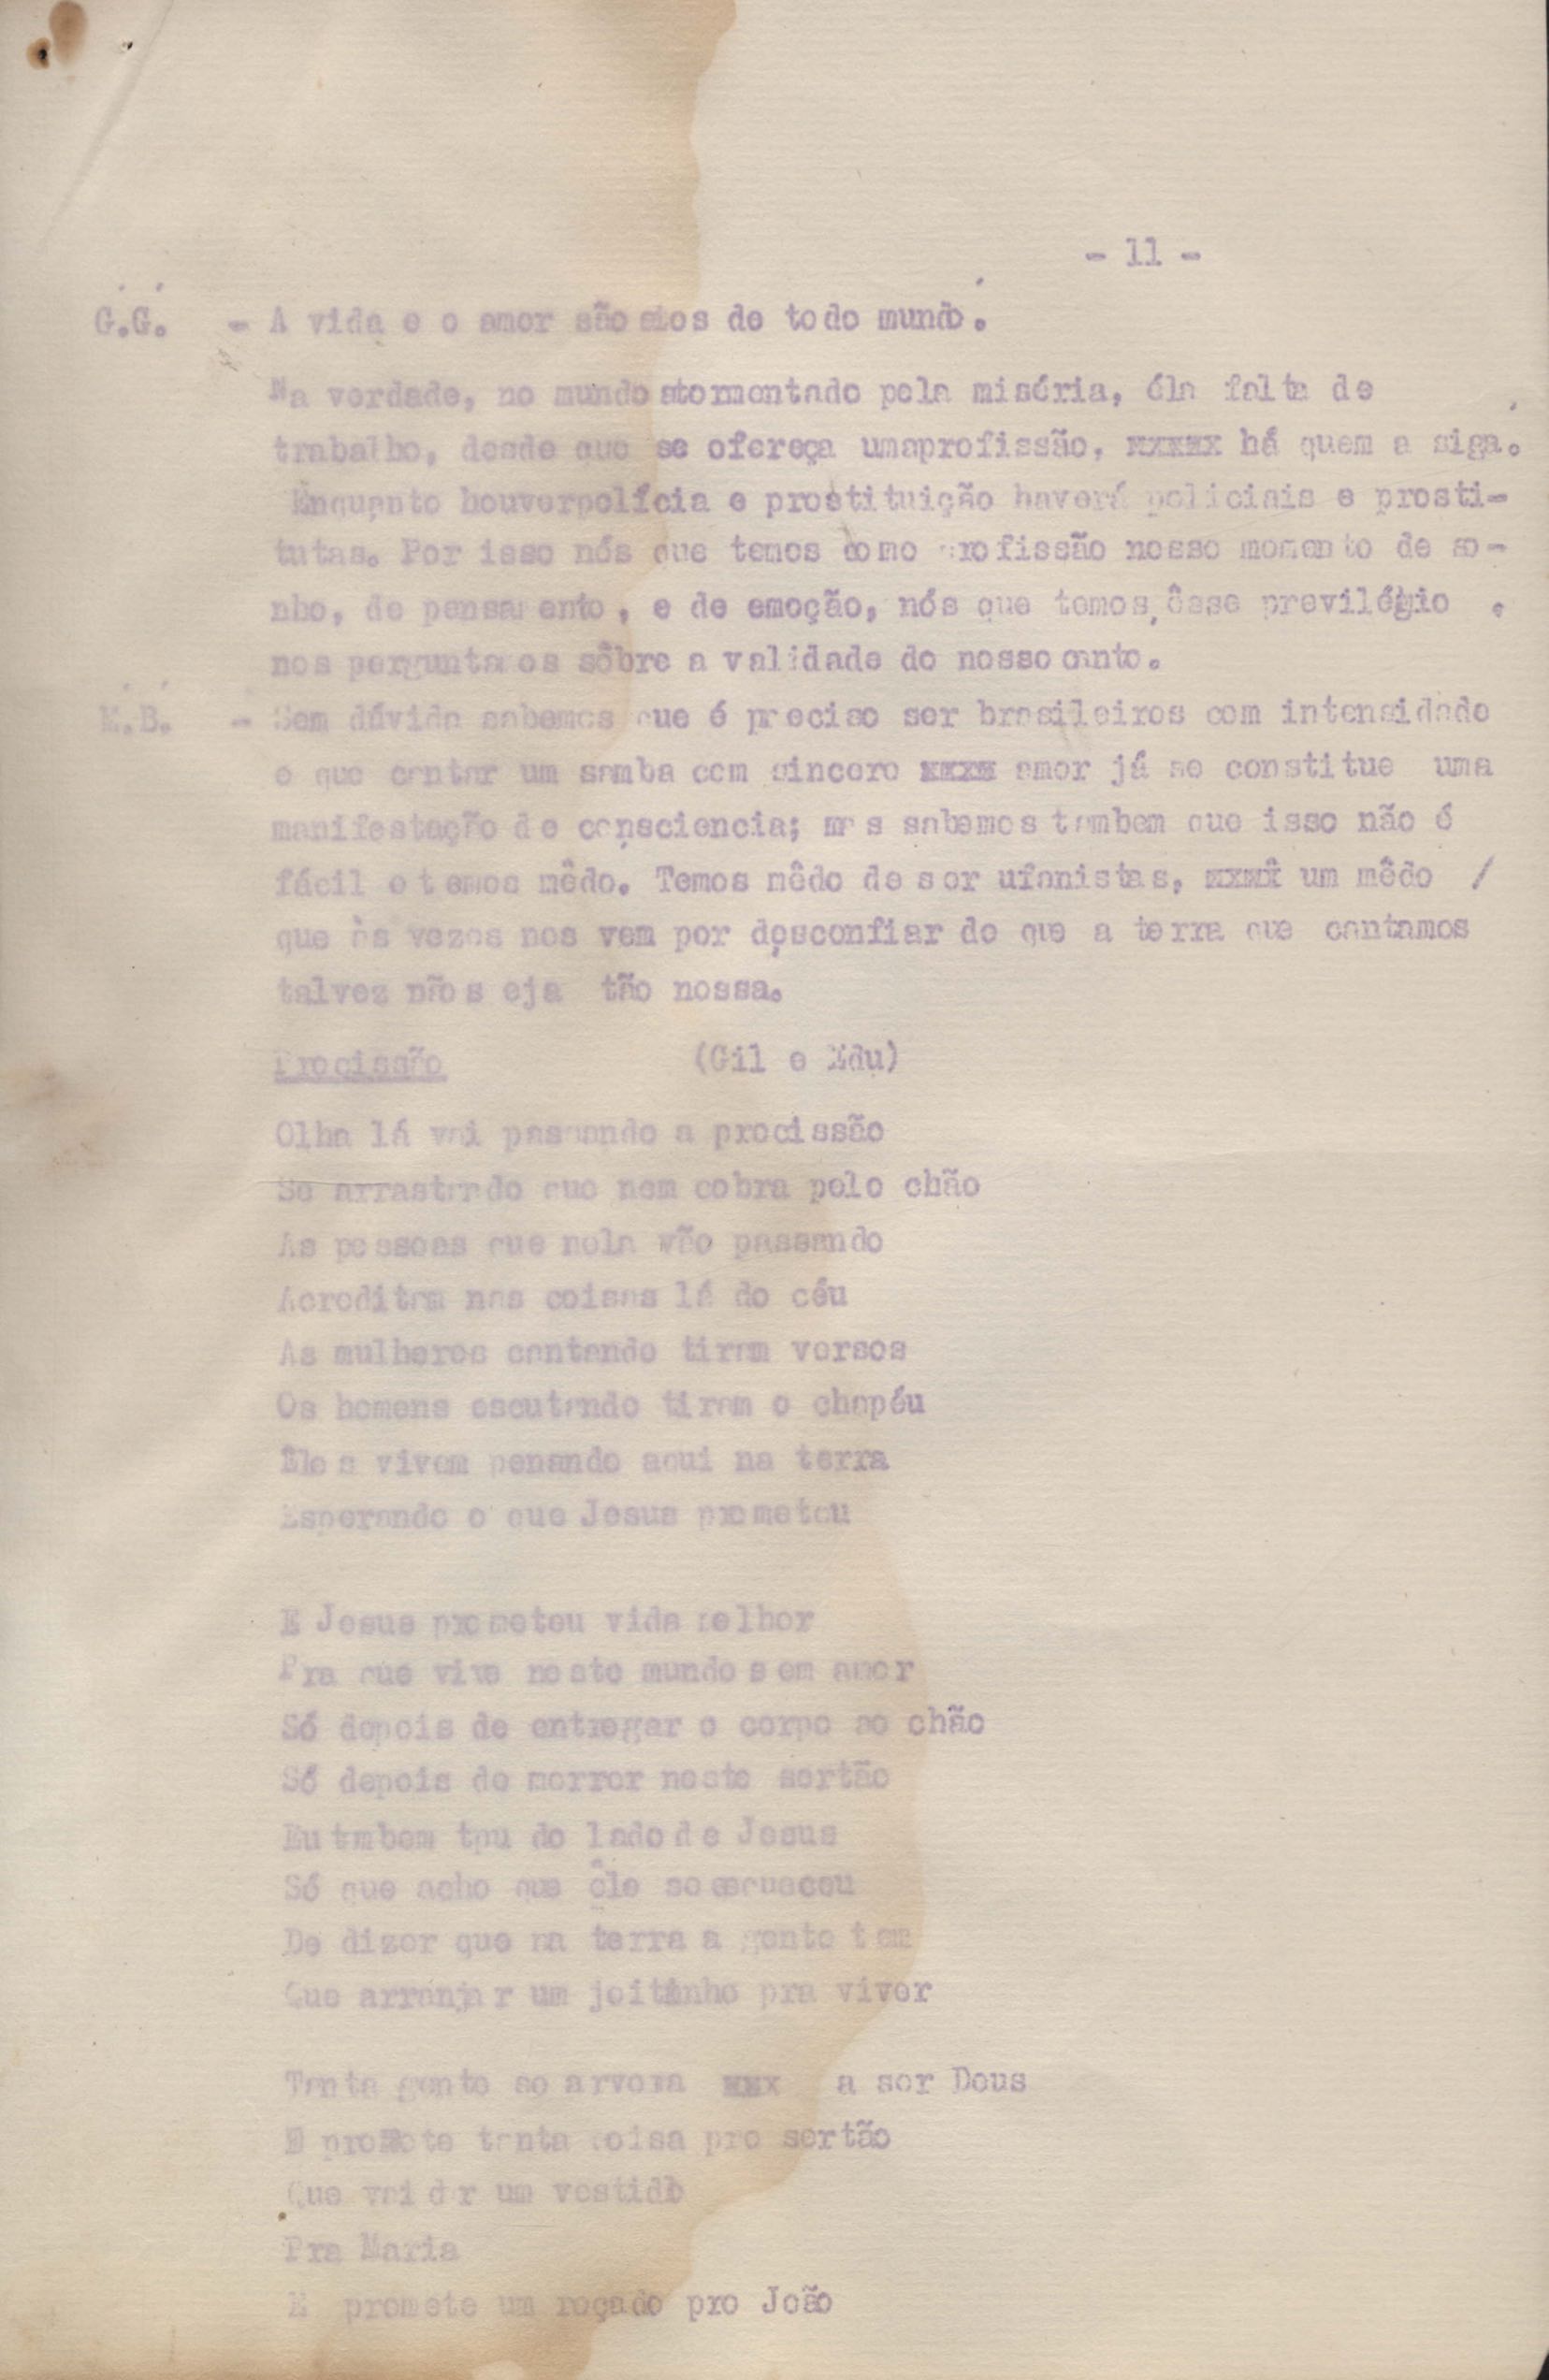 - 11 -
G.G. - A vida e o amor são atos de todo mundo.
Na verdade, no mundo atormentado pela miséria, éla falta de
trabalho, desde que se ofereça umaprofissão, xxxxx há quem a siga.
Enquanto houverpolícia e prostituição haverá policiais e prosti-
tutas. Por isso nós que temos como profissão nosso momento de so-
nho, de pensamento, e de emoção, nós que temos êsse previlégio ,
nos perguntamos sôbre a validade do nosso canto.
M.B. - Sem dúvida sabemos que é preciso ser brasileiros com intensidade
e que cantar um samba com sincero xxxx amor já se constitue uma
manifestação de consciencia; mas sabemos tambem que isso não é
fácil e temos mêdo. Temos mêdo de ser ufanistas, xxxx um mêdo /
que às vezes nos vem por desconfiar de que a terra que cantamos
talvez não seja tão nossa.
Procissão (Gil e Edu)
Olha lá vai passando a procissão
Se arrastando que nem cobra pelo chão
As pessoas que nela vão passando
Acreditam nas coisas lá do céu
As mulheres cantando tiram versos
Os homens escutando tiram o chapéu
Êles vivem penando aqui na terra
Esperando o que Jesus prometeu
E Jesus prometeu vida melhor
Pra que vive neste mundo sem amor
Só depois de entregar o corpo ao chão
Só depois de morrer neste sertão
Eu tambem tou do lado de Jesus
Só que acho que êle se esqueceu
De dizer que na terra a gente tem
Que arranjar um jeitinho pra viver
Tanta gente se arvora xxx a ser Deus
E promete tanta coisa pro sertão
Que vai dar um vestido
Pra Maria
E promete um roçado pro João